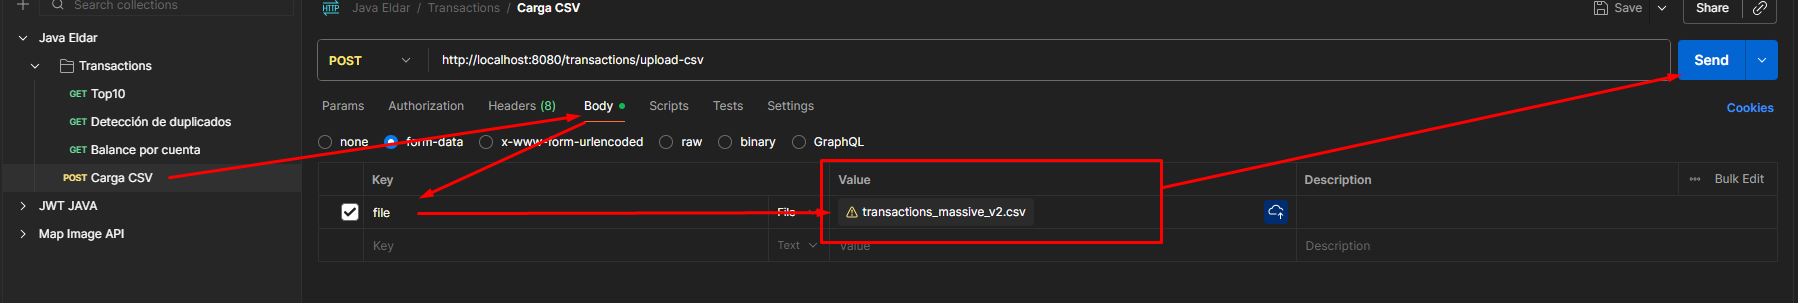 Search collections
HTTP Java Eldar / Transactions / Carga CSV Save Share
Java Eldar
Transactions
GET Top10
GET Detección de duplicados
GET Balance por cuenta
POST Carga CSV
JWT JAVA
Map Image API
POST http://localhost:8080/transactions/upload-csv Send
Params Authorization Headers (8) Body Scripts Tests Settings Cookies
none form-data x-www-form-urlencoded raw binary GraphQL
Key Value Description Bulk Edit
file File transactions_massive_v2.csv
Key Text Value Description